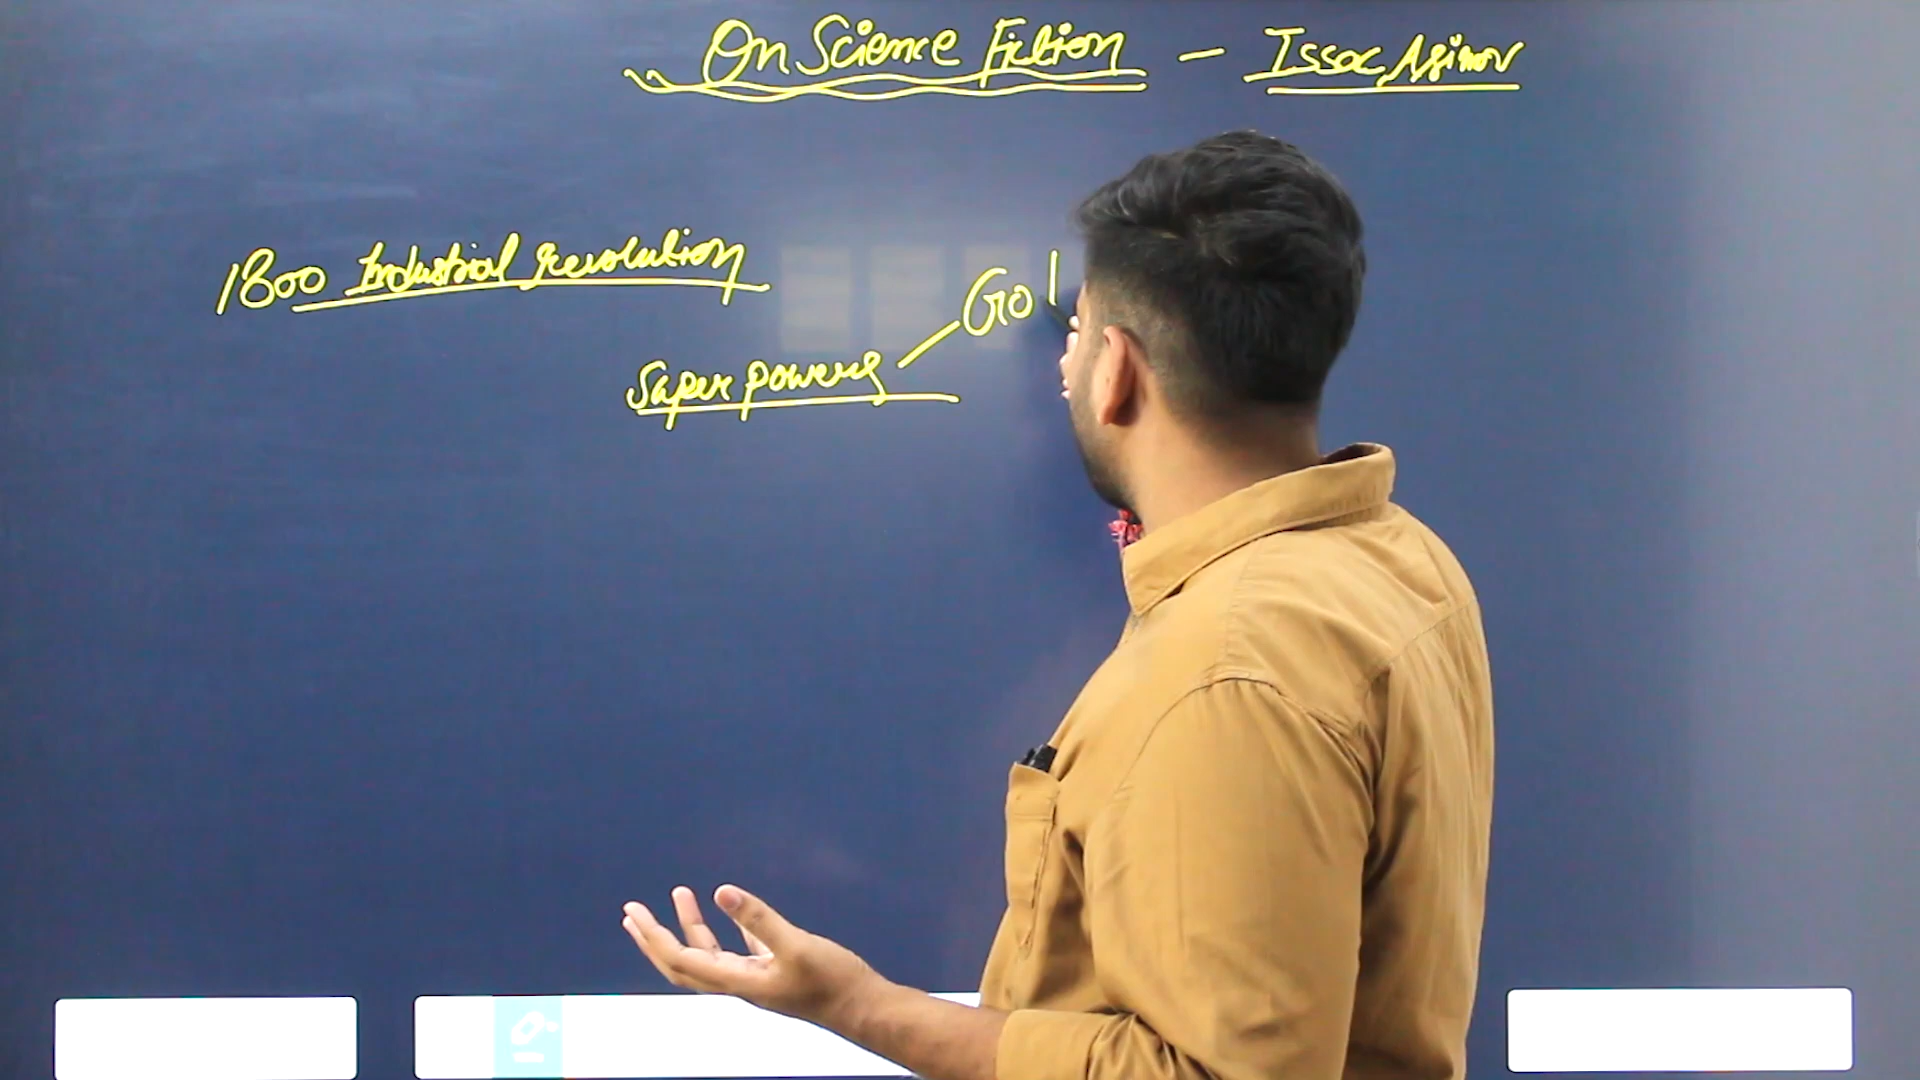 On Science Fiction - Issac Asimov
1800 Industrial revolution
Go
Super powers